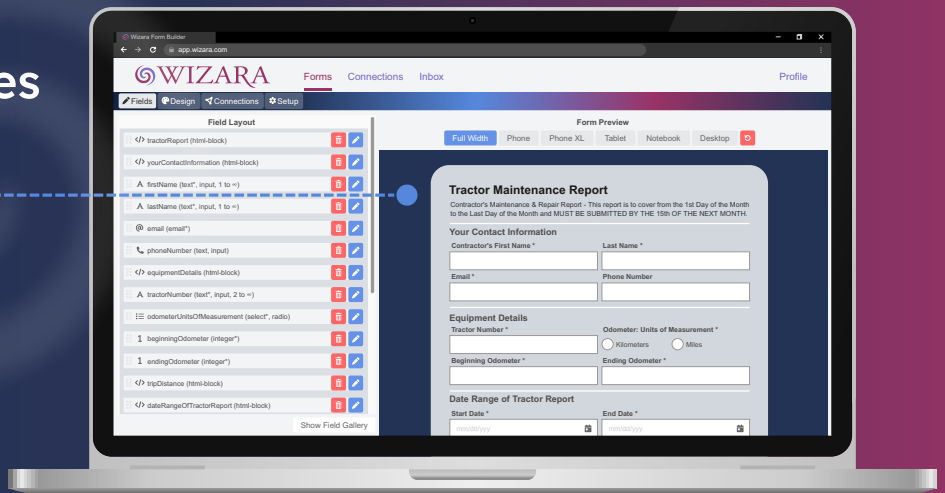 es
Wizara Form Builder
app.wizara.com
WIZARA
Forms Connections Inbox Profile
Fields Design Connections Setup
Field Layout
tractorReport (html-block)
yourContactInformation (html-block)
firstName (text*, input, 1 to ∞)
lastName (text*, input, 1 to ∞)
email (email*)
phoneNumber (text, input)
equipmentDetails (html-block)
tractorNumber (text*, input, 2 to ∞)
odometerUnitsOfMeasurement (select*, radio)
1 beginningOdometer (integer*)
1 endingOdometer (integer*)
tripDistance (html-block)
dateRangeOfTractorReport (html-block)
Show Field Gallery
Form Preview
Full Width Phone Phone XL Tablet Notebook Desktop
Tractor Maintenance Report
Contractor's Maintenance & Repair Report - This report is to cover from the 1st Day of the Month
to the Last Day of the Month and MUST BE SUBMITTED BY THE 15th OF THE NEXT MONTH.
Your Contact Information
Contractor's First Name * Last Name *
Email * Phone Number
Equipment Details
Tractor Number * Odometer: Units of Measurement *
Kilometers Miles
Beginning Odometer * Ending Odometer *
Date Range of Tractor Report
Start Date * End Date *
mm/dd/yyy mm/dd/yyy